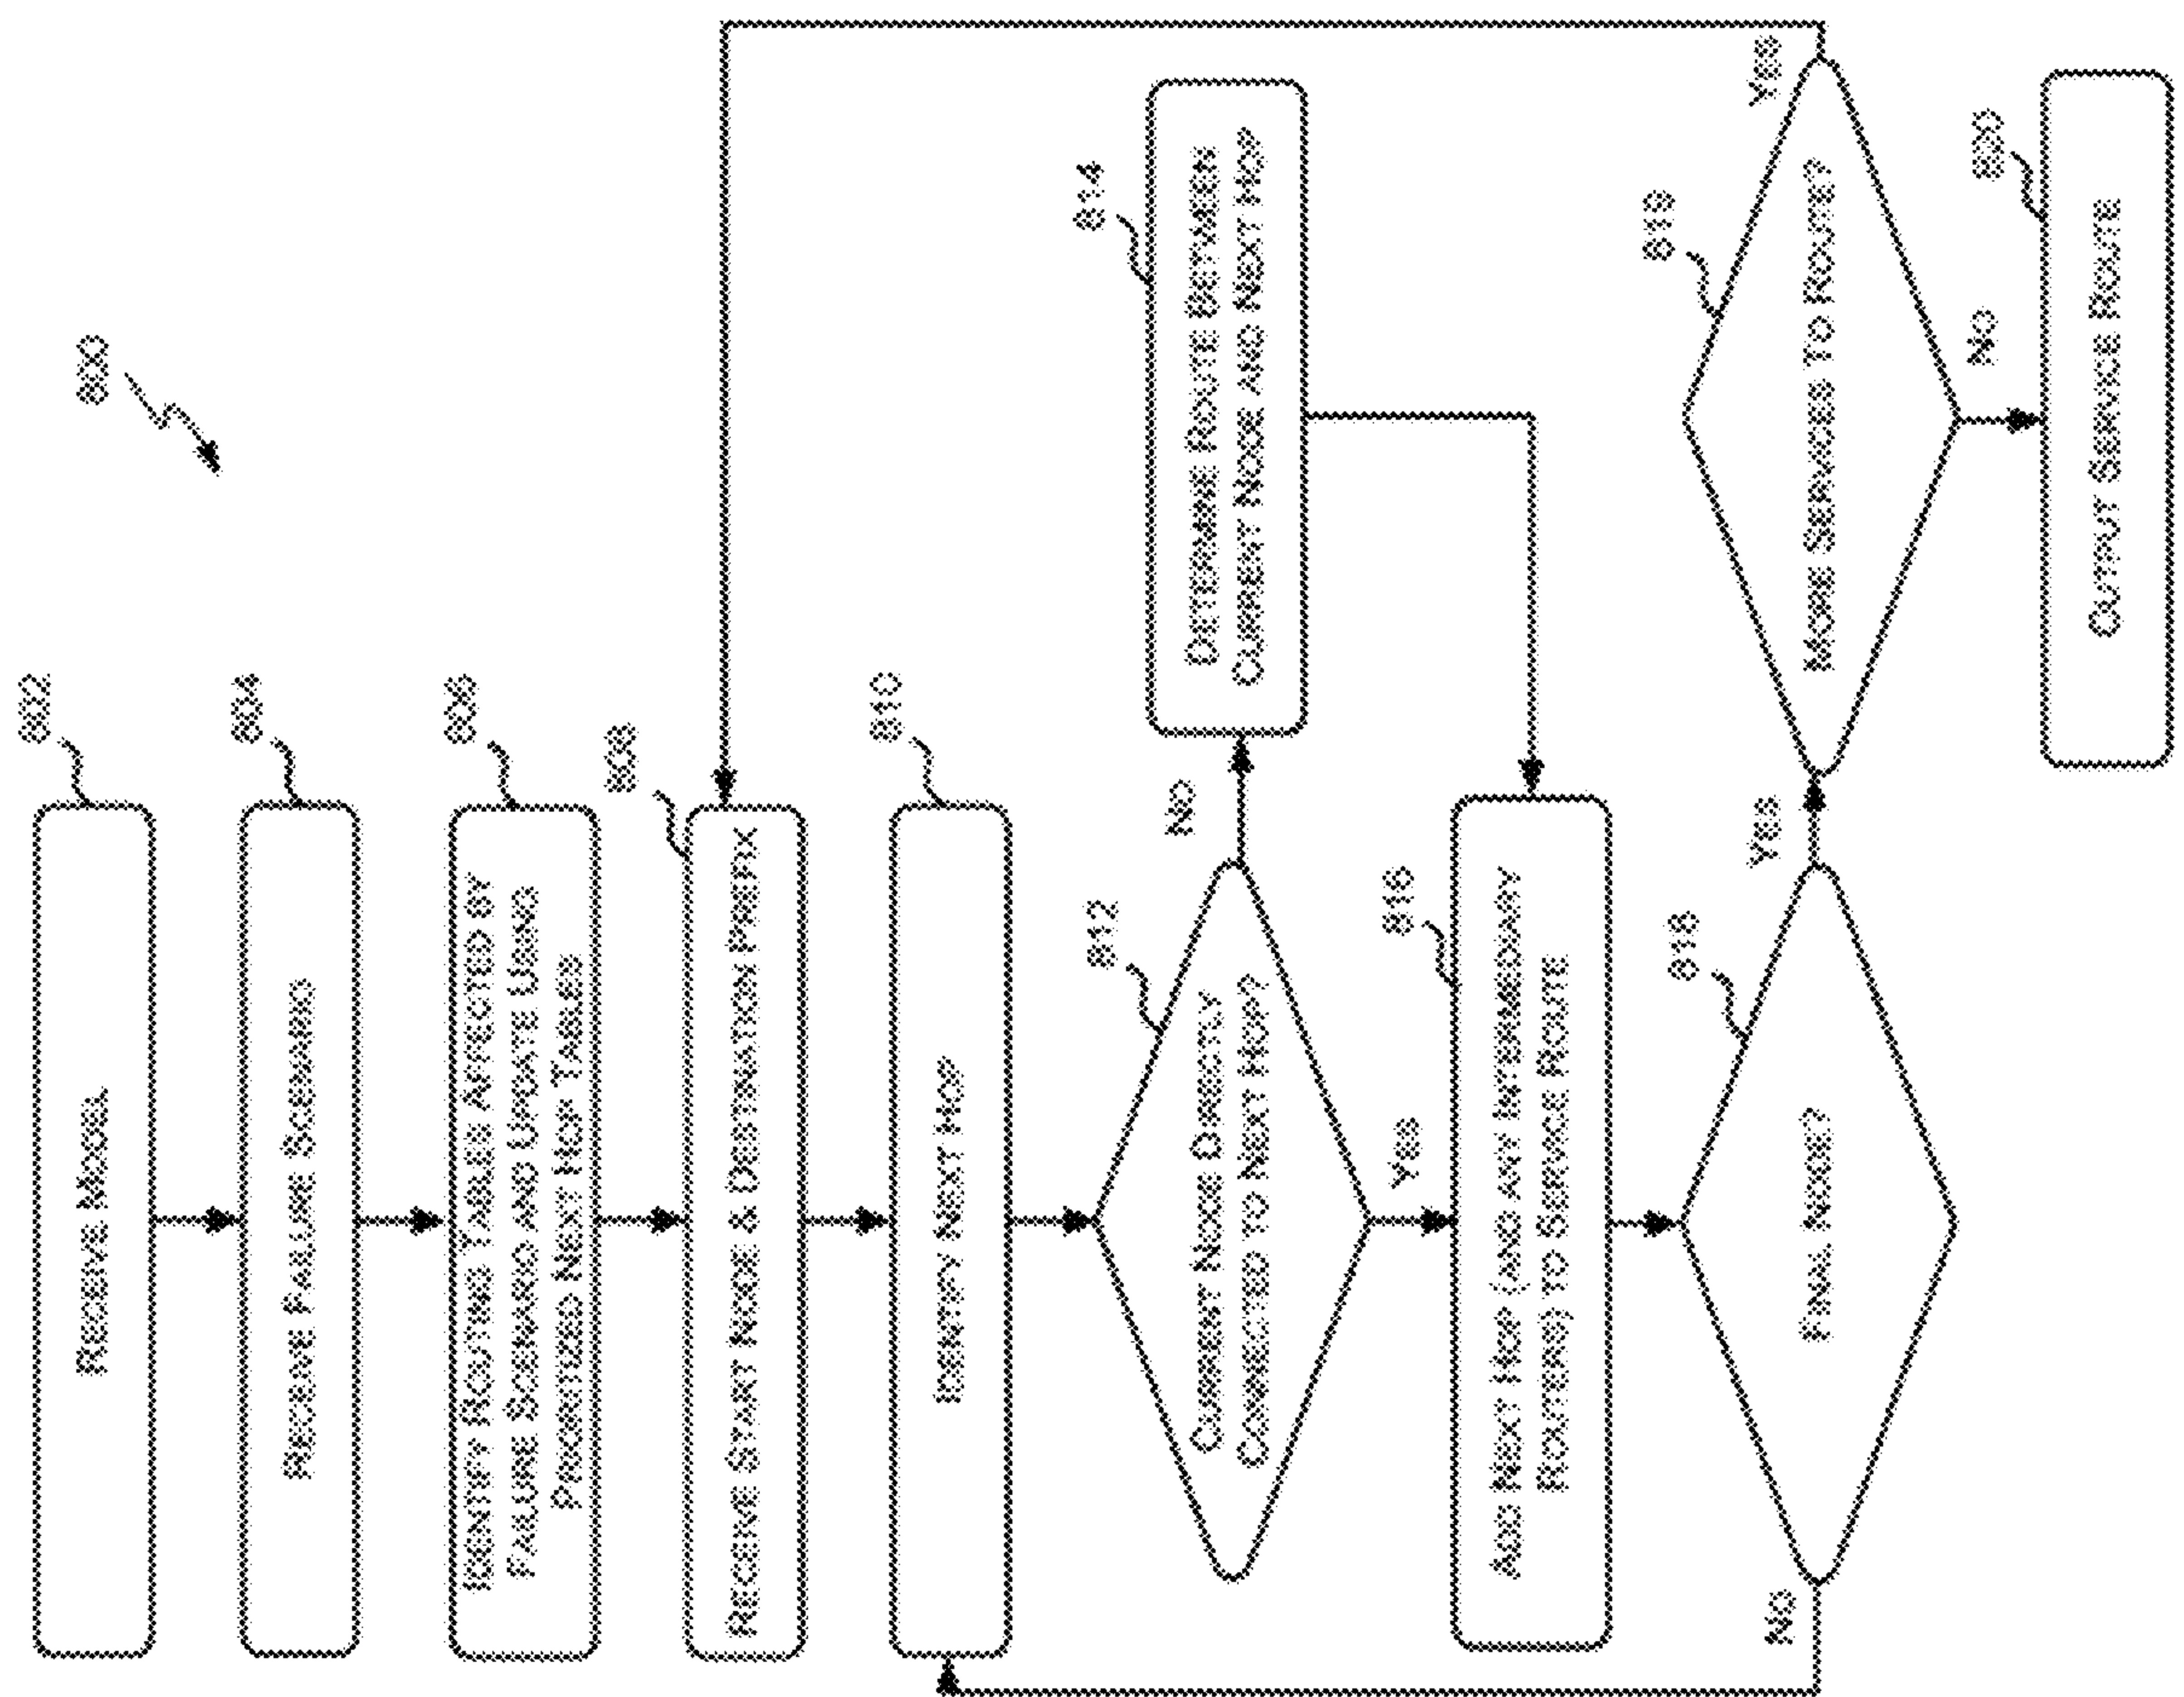 800
802
RECEIVE MODEL
804
RECEIVE FAILURE SCENARIO
806
IDENTIFY ROUTING TABLE AFFECTED BY
FAILURE SCENARIO AND UPDATE USING
PRIORITIZED NEXT HOP TABLES
808
RECEIVE START NODE & DESTINATION PREFIX
810
IDENTIFY NEXT HOP
812
CURRENT NODE DIRECTLY
CONNECTED TO NEXT HOP?
NO
814
DETERMINE ROUTE BETWEEN
CURRENT NODE AND NEXT HOP
YES
816
ADD NEXT HOP (AND ANY INTERMEDIARY
ROUTERS) TO SERVICE ROUTE
818
FINAL NODE?
NO
YES
819
MORE SERVICES TO ROUTE?
YES
NO
820
OUTPUT SERVICE ROUTE